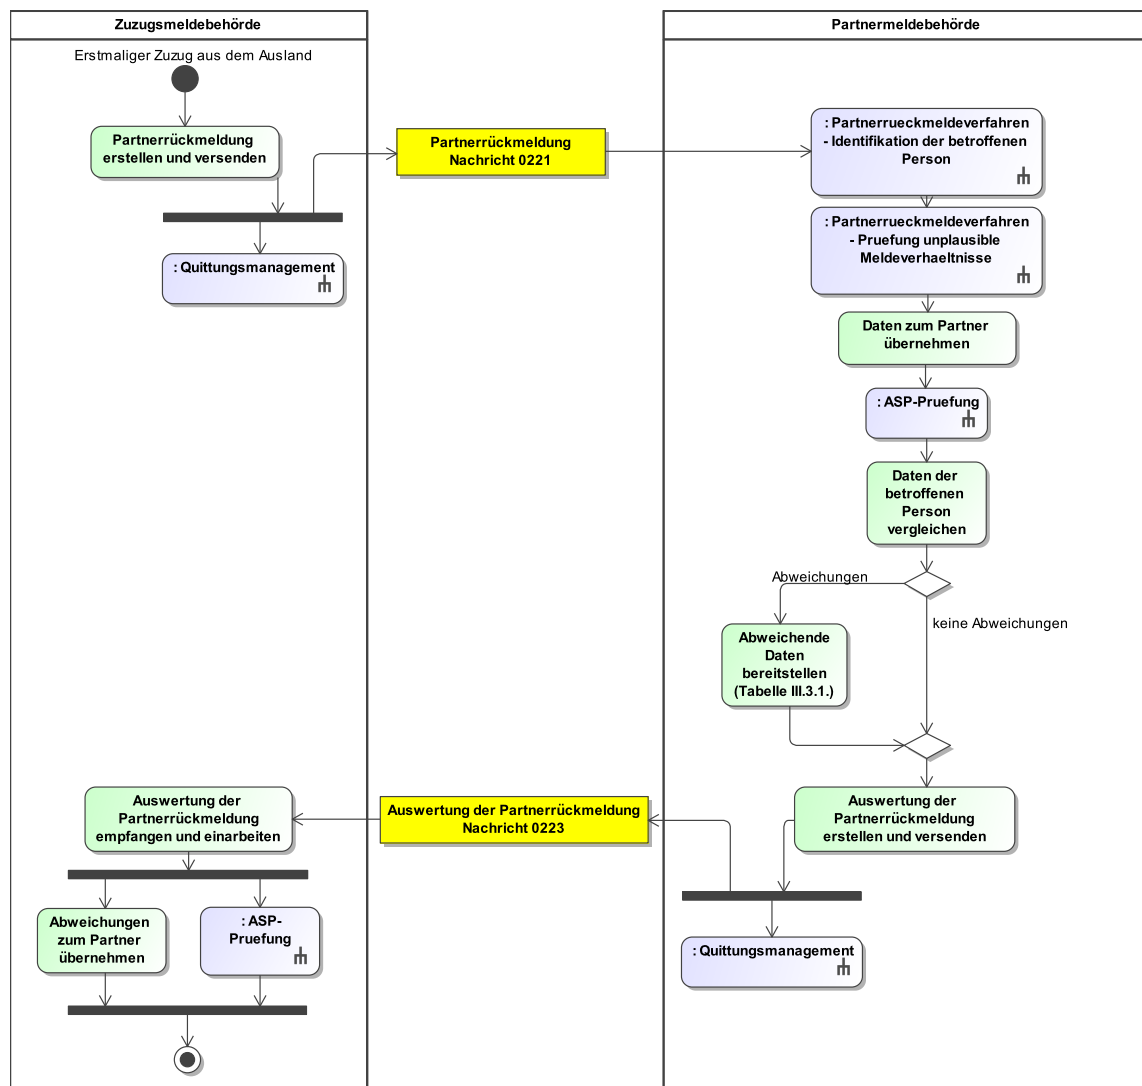 Zuzugsmeldebehörde
Partnermeldebehörde
Erstmaliger Zuzug aus dem Ausland
Partnerrückmeldung
erstellen und versenden
: Quittungsmanagement
Partnerrückmeldung
Nachricht 0221
: Partnerrueckmeldeverfahren
- Identifikation der betroffenen
Person
: Partnerrueckmeldeverfahren
- Pruefung unplausible
Meldeverhaeltnisse
Daten zum Partner
übernehmen
: ASP-Pruefung
Daten der
betroffenen
Person
vergleichen
Abweichungen
keine Abweichungen
Abweichende
Daten
bereitstellen
(Tabelle III.3.1.)
Auswertung der
Partnerrückmeldung
erstellen und versenden
: Quittungsmanagement
Auswertung der Partnerrückmeldung
Nachricht 0223
Auswertung der
Partnerrückmeldung
empfangen und einarbeiten
Abweichungen
zum Partner
übernehmen
: ASP-
Pruefung